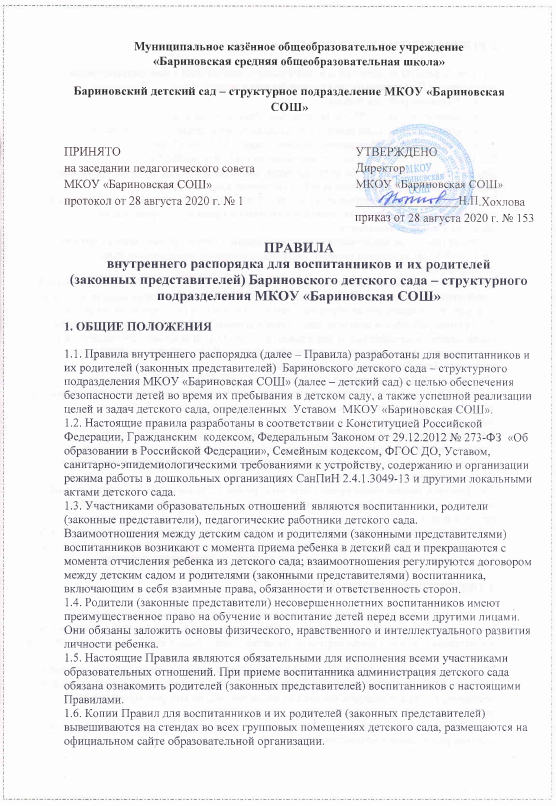 Муниципальное казённое общеобразовательное учреждение
«Бариновская средняя общеобразовательная школа»
Бариновский детский сад – структурное подразделение МКОУ «Бариновская
СОШ»
ПРИНЯТО
на заседании педагогического совета
МКОУ «Бариновская СОШ»
протокол от 28 августа 2020 г. № 1
УТВЕРЖДЕНО
Директор
МКОУ «Бариновская СОШ»
Н.П.Хохлова
приказ от 28 августа 2020 г. № 153
МКОУ
"Бариновская
СОШ"
ПРАВИЛА
внутреннего распорядка для воспитанников и их родителей
(законных представителей) Бариновского детского сада – структурного
подразделения МКОУ «Бариновская СОШ»
1. ОБЩИЕ ПОЛОЖЕНИЯ
1.1. Правила внутреннего распорядка (далее – Правила) разработаны для воспитанников и
их родителей (законных представителей) Бариновского детского сада – структурного
подразделения МКОУ «Бариновская СОШ» (далее – детский сад) с целью обеспечения
безопасности детей во время их пребывания в детском саду, а также успешной реализации
целей и задач детского сада, определенных Уставом МКОУ «Бариновская СОШ».
1.2. Настоящие правила разработаны в соответствии с Конституцией Российской
Федерации, Гражданским кодексом, Федеральным Законом от 29.12.2012 № 273-ФЗ «Об
образовании в Российской Федерации», Семейным кодексом, ФГОС ДО, Уставом,
санитарно-эпидемиологическими требованиями к устройству, содержанию и организации
режима работы в дошкольных организациях СанПиН 2.4.1.3049-13 и другими локальными
актами детского сада.
1.3. Участниками образовательных отношений являются воспитанники, родители
(законные представители), педагогические работники детского сада.
Взаимоотношения между детским садом и родителями (законными представителями)
воспитанников возникают с момента приема ребенка в детский сад и прекращаются с
момента отчисления ребенка из детского сада; взаимоотношения регулируются договором
между детским садом и родителями (законными представителями) воспитанника,
включающим в себя взаимные права, обязанности и ответственность сторон.
1.4. Родители (законные представители) несовершеннолетних воспитанников имеют
преимущественное право на обучение и воспитание детей перед всеми другими лицами.
Они обязаны заложить основы физического, нравственного и интеллектуального развития
личности ребенка.
1.5. Настоящие Правила являются обязательными для исполнения всеми участниками
образовательных отношений. При приеме воспитанника администрация детского сада
обязана ознакомить родителей (законных представителей) воспитанников с настоящими
Правилами.
1.6. Копии Правил для воспитанников и их родителей (законных представителей)
вывешиваются на стендах во всех групповых помещениях детского сада, размещаются на
официальном сайте образовательной организации.